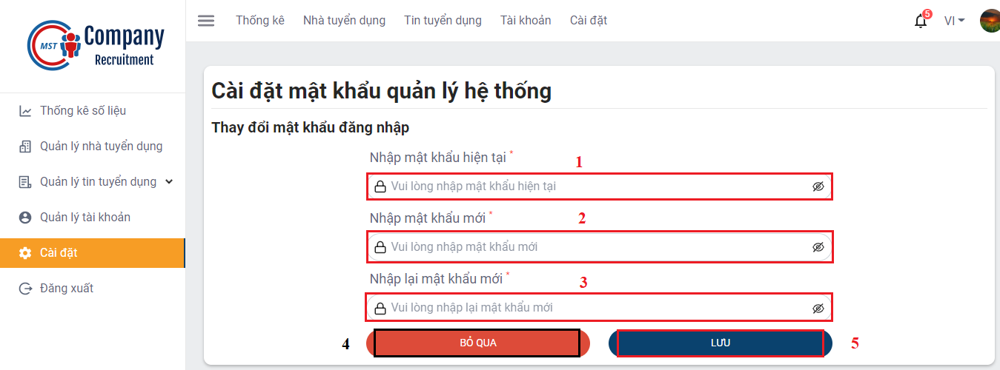 MST
Company
Recruitment
Thống kê
Nhà tuyển dụng
Tin tuyển dụng
Tài khoản
Cài đặt
5
VI
Thống kê số liệu
Quản lý nhà tuyển dụng
Quản lý tin tuyển dụng
Quản lý tài khoản
Cài đặt
Đăng xuất
Cài đặt mật khẩu quản lý hệ thống
Thay đổi mật khẩu đăng nhập
Nhập mật khẩu hiện tại *
1
Vui lòng nhập mật khẩu hiện tại
Nhập mật khẩu mới *
2
Vui lòng nhập mật khẩu mới
Nhập lại mật khẩu mới *
3
Vui lòng nhập lại mật khẩu mới
4
BỎ QUA
LƯU
5